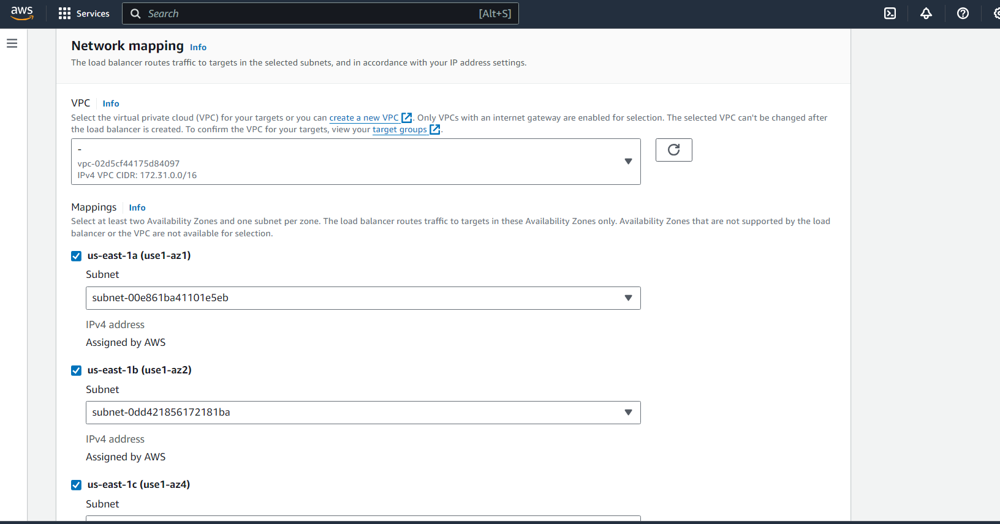 aws
Services
Search
[Alt+S]
Network mapping Info
The load balancer routes traffic to targets in the selected subnets, and in accordance with your IP address settings.
VPC Info
Select the virtual private cloud (VPC) for your targets or you can create a new VPC. Only VPCs with an internet gateway are enabled for selection. The selected VPC can't be changed after
the load balancer is created. To confirm the VPC for your targets, view your target groups.
-
vpc-02d5cf44175d84097
IPv4 VPC CIDR: 172.31.0.0/16
Mappings Info
Select at least two Availability Zones and one subnet per zone. The load balancer routes traffic to targets in these Availability Zones only. Availability Zones that are not supported by the load
balancer or the VPC are not available for selection.
us-east-1a (use1-az1)
Subnet
subnet-00e861ba41101e5eb
IPv4 address
Assigned by AWS
us-east-1b (use1-az2)
Subnet
subnet-0dd421856172181ba
IPv4 address
Assigned by AWS
us-east-1c (use1-az4)
Subnet